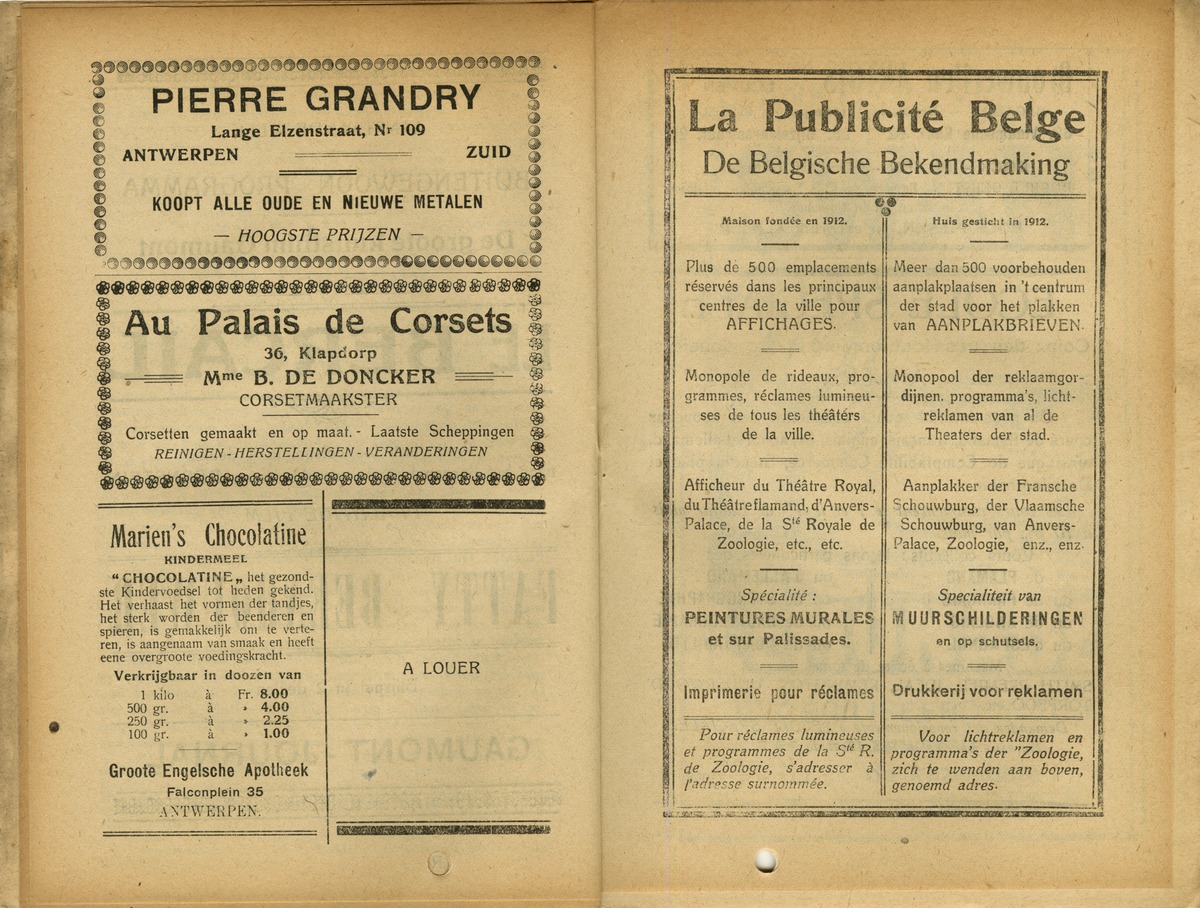 PIERRE GRANDRY
Lange Elzenstraat, Nr 109
ANTWERPEN ZUID
KOOPT ALLE OUDE EN NIEUWE METALEN
— HOOGSTE PRIJZEN —
Au Palais de Corsets
36, Klapdorp
Mme B. DE DONCKER
CORSETMAAKSTER
Corsetten gemaakt en op maat. - Laatste Scheppingen
REINIGEN - HERSTELLINGEN - VERANDERINGEN
Marien's Chocolatine
KINDERMEEL
“ CHOCOLATINE „ het gezond-
ste Kindervoedsel tot heden gekend.
Het verhaast het vormen der tandjes,
het sterk worden der beenderen en
spieren, is gemakkelijk om te verte-
ren, is aangenaam van smaak en heeft
eene overgroote voedingskracht.
Verkrijgbaar in doozen van
1 kilo à Fr. 8.00
500 gr. à » 4.00
250 gr. à » 2.25
100 gr. à » 1.00
Groote Engelsche Apotheek
Falconplein 35
ANTWERPEN.
A LOUER
La Publicité Belge
De Belgische Bekendmaking
Maison fondée en 1912.
Plus de 500 emplacements
réservés dans les principaux
centres de la ville pour
AFFICHAGES.
Monopole de rideaux, pro-
grammes, réclames lumineu-
ses de tous les théâtérs
de la ville.
Afficheur du Théâtre Royal,
du Théâtre flamand, d'Anvers-
Palace, de la Sté Royale de
Zoologie, etc., etc.
Spécialité :
PEINTURES MURALES
et sur Palissades.
Imprimerie pour réclames
Pour réclames lumineuses
et programmes de la Sté R.
de Zoologie, s'adresser à
l'adresse surnommée.
Huis gesticht in 1912.
Meer dan 500 voorbehouden
aanplakplaatsen in 't centrum
der stad voor het plakken
van AANPLAKBRIEVEN.
Monopool der reklaamgor-
dijnen, programma's, licht-
reklamen van al de
Theaters der stad.
Aanplakker der Fransche
Schouwburg, der Vlaamsche
Schouwburg, van Anvers-
Palace, Zoologie, enz., enz.
Specialiteit van
MUURSCHILDERINGEN
en op schutsels.
Drukkerij voor reklamen
Voor lichtreklamen en
programma's der "Zoologie,
zich te wenden aan boven,
genoemd adres.